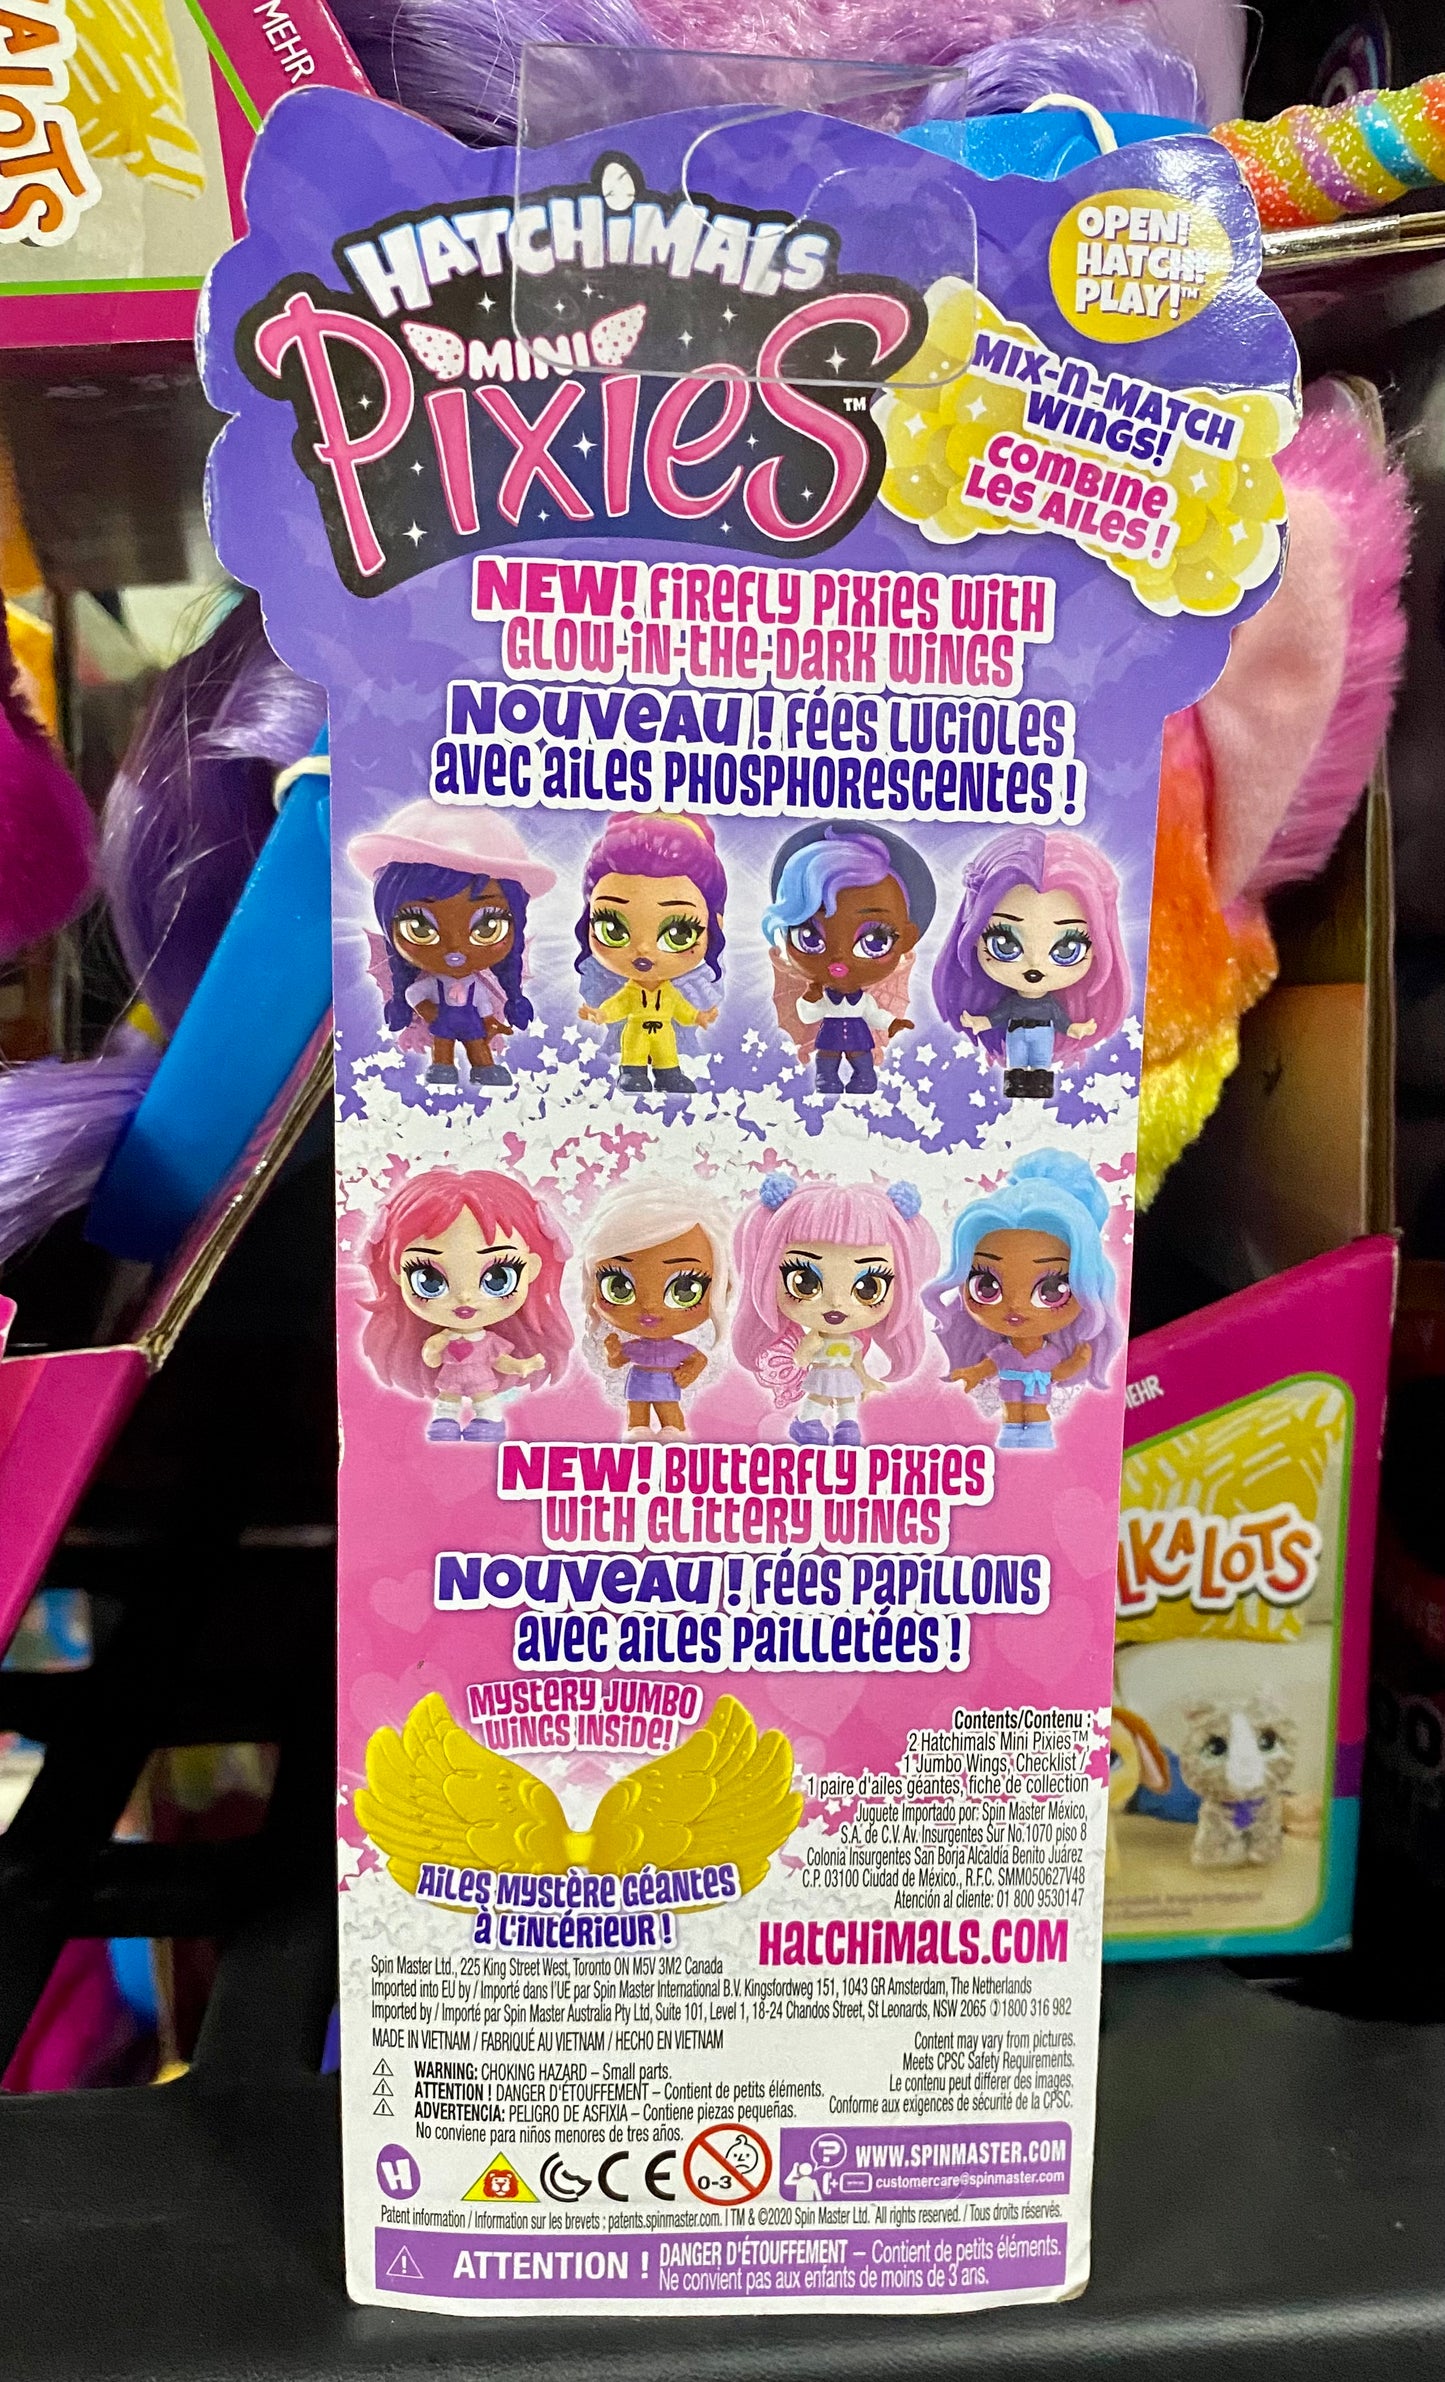 MEHR
HATCHiMALS
MINI
PIXIES™
OPEN!
HATCH!
PLAY!™
MIX-n-MATCH
WINGS!
COMBINE
LES AILES !
NEW! FIREFLY PIXIES WITH
GLOW-IN-THE-DARK WINGS
NOUVEAU ! FÉES LUCIOLES
AVEC AILES PHOSPHORESCENTES !
NEW! BUTTERFLY PIXIES
WITH GLITTERY WINGS
NOUVEAU ! FÉES PAPILLONS
AVEC AILES PAILLETÉES !
MYSTERY JUMBO
WINGS INSIDE!
AILES MYSTÈRE GÉANTES
À L'INTÉRIEUR !
Contents/Contenu :
2 Hatchimals Mini Pixies™,
1 Jumbo Wings, Checklist /
1 paire d'ailes géantes, fiche de collection
Juguete Importado por: Spin Master México,
S.A. de C.V. Av. Insurgentes Sur No.1070 piso 8
Colonia Insurgentes San Borja Alcaldía Benito Juárez
C.P. 03100 Ciudad de México., R.F.C. SMM050627V48
Atención al cliente: 01 800 9530147
HATCHiMALS.COM
Spin Master Ltd., 225 King Street West, Toronto ON M5V 3M2 Canada
Imported into EU by / Importé dans l'UE par Spin Master International B.V. Kingsfordweg 151, 1043 GR Amsterdam, The Netherlands
Imported by / Importé par Spin Master Australia Pty Ltd, Suite 101, Level 1, 18-24 Chandos Street, St Leonards, NSW 2065 ✆1800 316 982
MADE IN VIETNAM / FABRIQUÉ AU VIETNAM / HECHO EN VIETNAM
Content may vary from pictures.
Meets CPSC Safety Requirements.
Le contenu peut différer des images.
Conforme aux exigences de sécurité de la CPSC.
⚠ WARNING: CHOKING HAZARD – Small parts.
⚠ ATTENTION ! DANGER D'ÉTOUFFEMENT – Contient de petits éléments.
⚠ ADVERTENCIA: PELIGRO DE ASFIXIA – Contiene piezas pequeñas.
No conviene para niños menores de tres años.
H
CE
0-3
WWW.SPINMASTER.COM
customercare@spinmaster.com
Patent information / Information sur les brevets ; patents.spinmaster.com. | TM & ©2020 Spin Master Ltd. All rights reserved. / Tous droits réservés.
⚠ ATTENTION ! DANGER D'ÉTOUFFEMENT – Contient de petits éléments.
Ne convient pas aux enfants de moins de 3 ans.